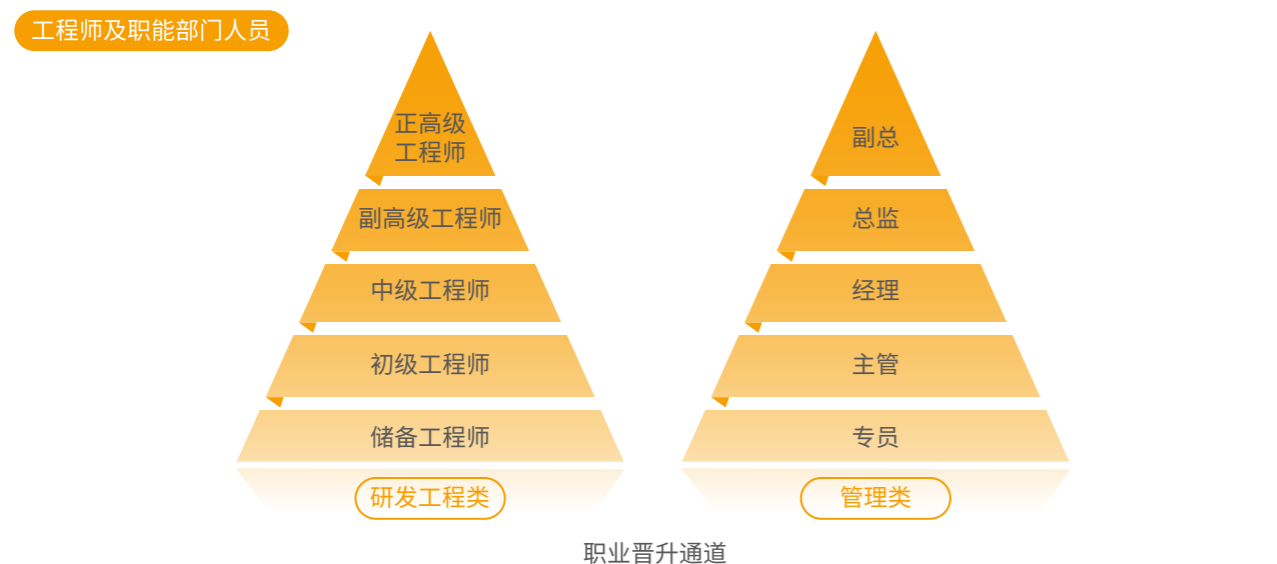 工程师及职能部门人员
正高级
工程师
副高级工程师
中级工程师
初级工程师
储备工程师
研发工程类
副总
总监
经理
主管
专员
管理类
职业晋升通道